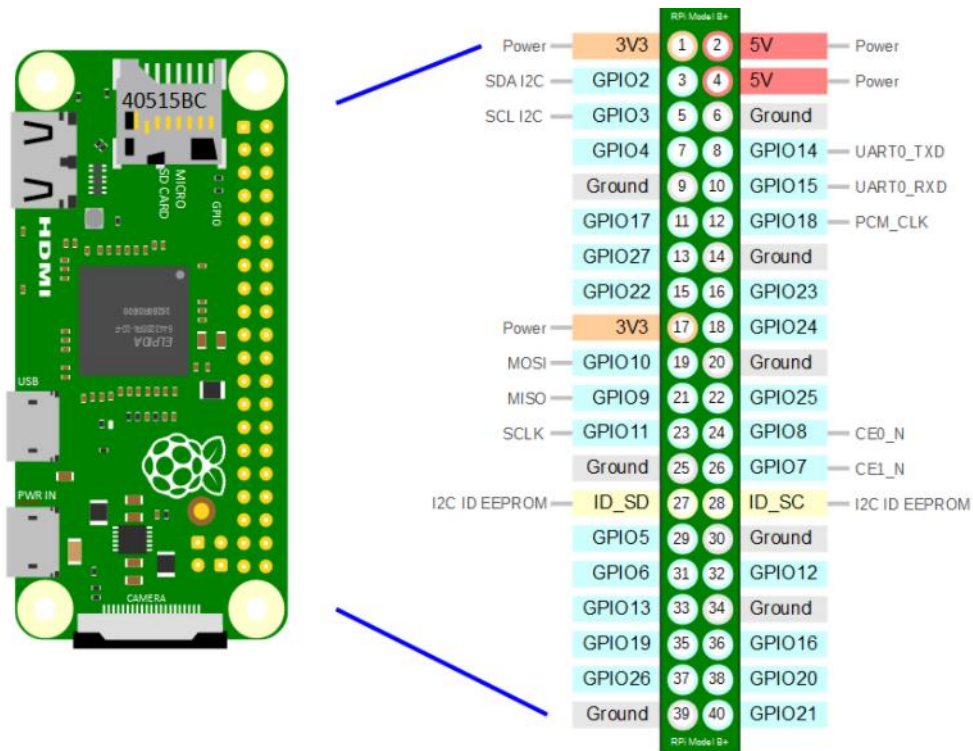 40515BC
MICRO
SD CARD
GPIO
HDMI
ELPIDA
USB
PWR IN
CAMERA
RPi Model B+
Power 3V3 1 2 5V Power
SDA I2C GPIO2 3 4 5V Power
SCL I2C GPIO3 5 6 Ground
GPIO4 7 8 GPIO14 UART0_TXD
Ground 9 10 GPIO15 UART0_RXD
GPIO17 11 12 GPIO18 PCM_CLK
GPIO27 13 14 Ground
GPIO22 15 16 GPIO23
Power 3V3 17 18 GPIO24
MOSI GPIO10 19 20 Ground
MISO GPIO9 21 22 GPIO25
SCLK GPIO11 23 24 GPIO8 CE0_N
Ground 25 26 GPIO7 CE1_N
I2C ID EEPROM ID_SD 27 28 ID_SC I2C ID EEPROM
GPIO5 29 30 Ground
GPIO6 31 32 GPIO12
GPIO13 33 34 Ground
GPIO19 35 36 GPIO16
GPIO26 37 38 GPIO20
Ground 39 40 GPIO21
RPi Model B+